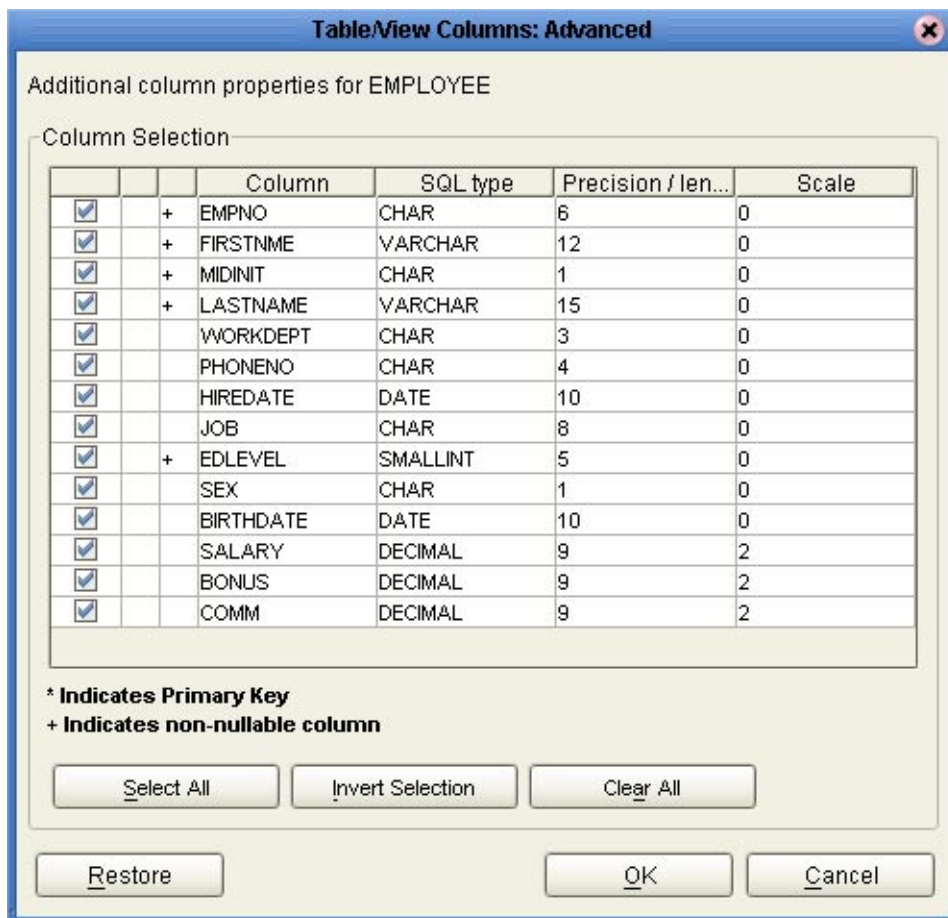 Table/View Columns: Advanced
Additional column properties for EMPLOYEE
Column Selection
Column SQL type Precision / len... Scale
+ EMPNO CHAR 6 0
+ FIRSTNME VARCHAR 12 0
+ MIDINIT CHAR 1 0
+ LASTNAME VARCHAR 15 0
WORKDEPT CHAR 3 0
PHONENO CHAR 4 0
HIREDATE DATE 10 0
JOB CHAR 8 0
+ EDLEVEL SMALLINT 5 0
SEX CHAR 1 0
BIRTHDATE DATE 10 0
SALARY DECIMAL 9 2
BONUS DECIMAL 9 2
COMM DECIMAL 9 2
* Indicates Primary Key
+ Indicates non-nullable column
Select All Invert Selection Clear All
Restore OK Cancel